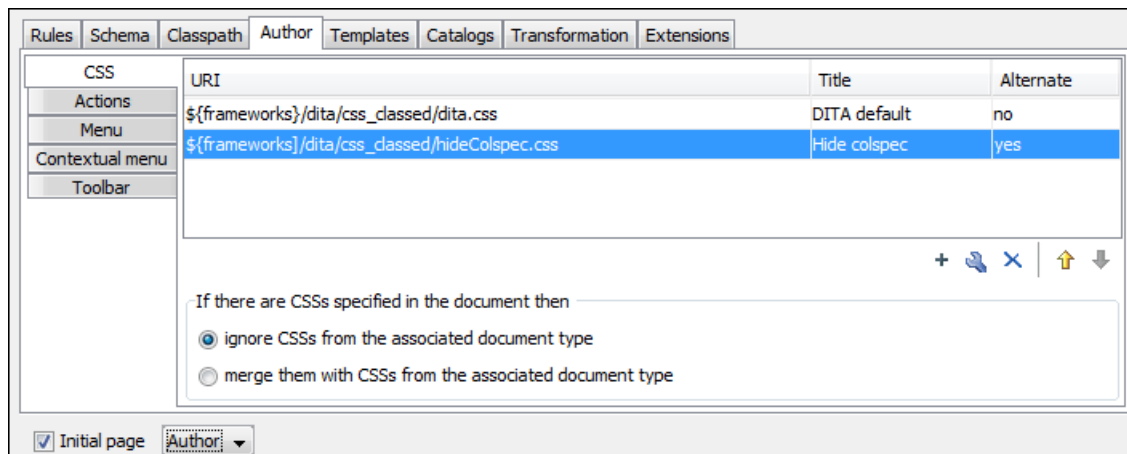 Rules Schema Classpath Author Templates Catalogs Transformation Extensions
CSS
Actions
Menu
Contextual menu
Toolbar
URI Title Alternate
${frameworks}/dita/css_classed/dita.css DITA default no
${frameworks]/dita/css_classed/hideColspec.css Hide colspec yes
If there are CSSs specified in the document then
ignore CSSs from the associated document type
merge them with CSSs from the associated document type
Initial page Author